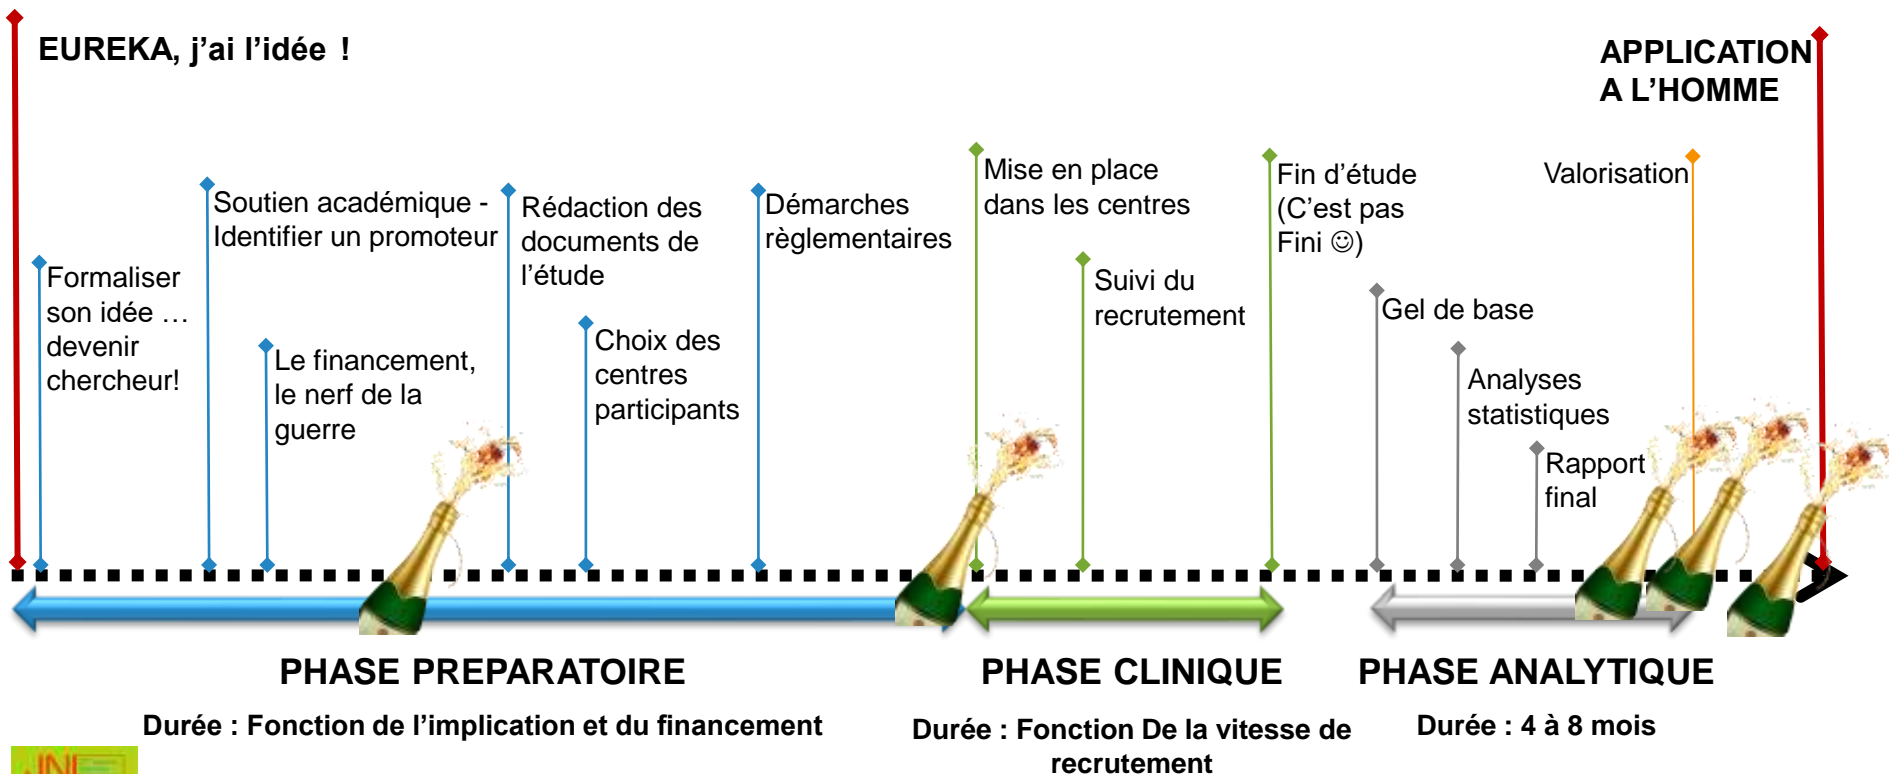 EUREKA, j’ai l’idée !
APPLICATION
A L’HOMME
Formaliser
son idée …
devenir
chercheur!
Soutien académique -
Identifier un promoteur
Le financement,
le nerf de la
guerre
Rédaction des
documents de
l’étude
Choix des
centres
participants
Démarches
règlementaires
Mise en place
dans les centres
Suivi du
recrutement
Fin d’étude
(C’est pas
Fini ☺)
Gel de base
Analyses
statistiques
Rapport
final
Valorisation
PHASE PREPARATOIRE
Durée : Fonction de l’implication et du financement
PHASE CLINIQUE
Durée : Fonction De la vitesse de
recrutement
PHASE ANALYTIQUE
Durée : 4 à 8 mois